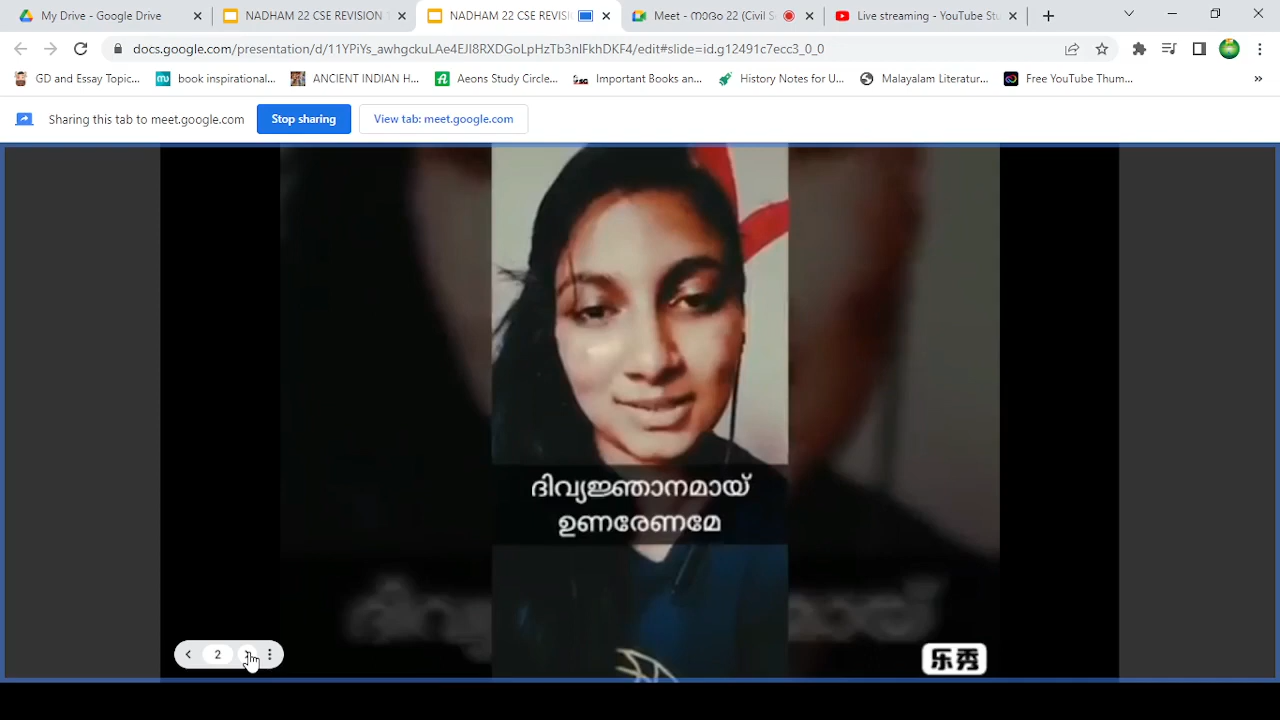 My Drive - Google Drive
NADHAM 22 CSE REVISION
NADHAM 22 CSE REVISI
Meet - നാദം 22 (Civil S
Live streaming - YouTube Stu
docs.google.com/presentation/d/11YPiYs_awhgckuLAe4EJI8RXDGoLpHzTb3nIFkhDKF4/edit#slide=id.g12491c7ecc3_0_0
GD and Essay Topic...
book inspirational...
ANCIENT INDIAN H...
Aeons Study Circle...
Important Books an...
History Notes for U...
Malayalam Literatur...
Free YouTube Thum...
Sharing this tab to meet.google.com
Stop sharing
View tab: meet.google.com
ദിവ്യജ്ഞാനമായ്
ഉണരേണമേ
2
乐秀